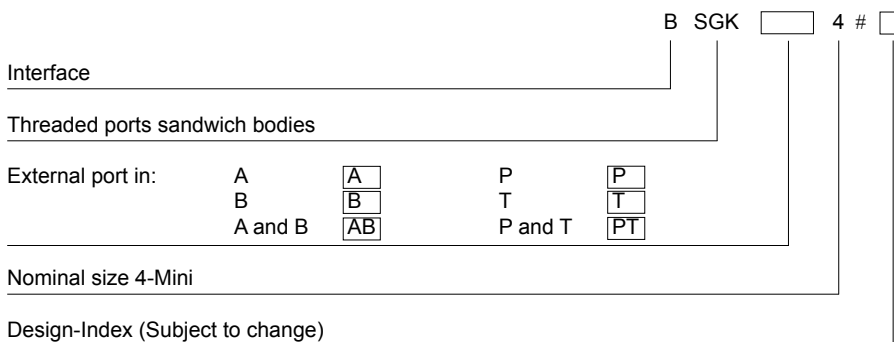 B SGK 4 #
Interface
Threaded ports sandwich bodies
External port in: A A P P
B B T T
A and B AB P and T PT
Nominal size 4-Mini
Design-Index (Subject to change)